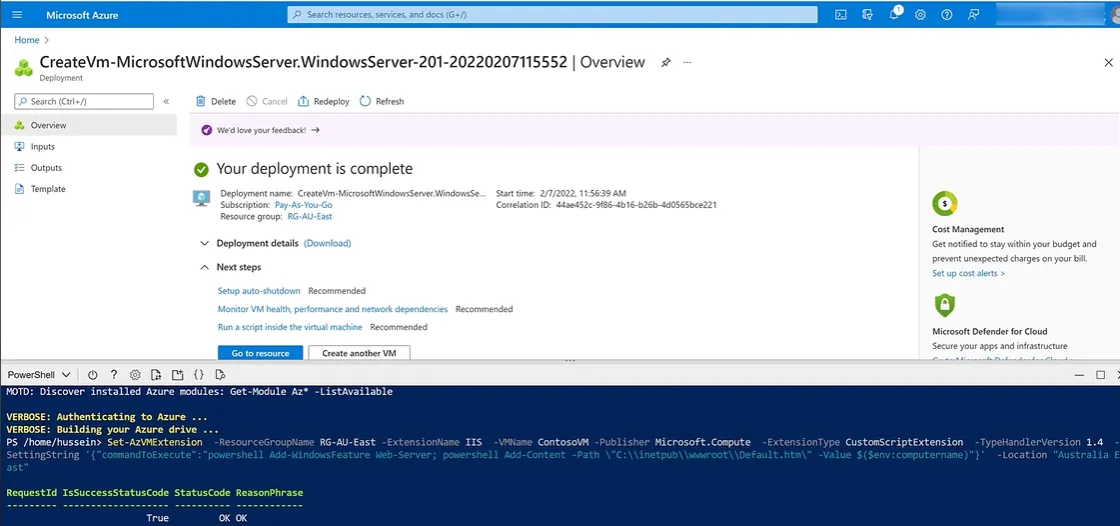 Microsoft Azure
Search resources, services, and docs (G+/)
1
Home >
CreateVm-MicrosoftWindowsServer.WindowsServer-201-20220207115552 | Overview
Deployment
Search (Ctrl+/)
«
Delete
Cancel
Redeploy
Refresh
Overview
Inputs
Outputs
Template
We'd love your feedback! →
Your deployment is complete
Deployment name: CreateVm-MicrosoftWindowsServer.WindowsSe...
Subscription: Pay-As-You-Go
Resource group: RG-AU-East
Start time: 2/7/2022, 11:56:39 AM
Correlation ID: 44ae452c-9f86-4b16-b26b-4d0565bce221
Deployment details (Download)
Next steps
Setup auto-shutdown Recommended
Monitor VM health, performance and network dependencies Recommended
Run a script inside the virtual machine Recommended
Go to resource
Create another VM
$
Cost Management
Get notified to stay within your budget and
prevent unexpected charges on your bill.
Set up cost alerts >
Microsoft Defender for Cloud
Secure your apps and infrastructure
Go to Microsoft Defender for Cloud
PowerShell
MOTD: Discover installed Azure modules: Get-Module Az* -ListAvailable
VERBOSE: Authenticating to Azure ...
VERBOSE: Building your Azure drive ...
PS /home/hussein> Set-AzVMExtension -ResourceGroupName RG-AU-East -ExtensionName IIS -VMName ContosoVM -Publisher Microsoft.Compute -ExtensionType CustomScriptExtension -TypeHandlerVersion 1.4 -
SettingString '{"commandToExecute":"powershell Add-WindowsFeature Web-Server; powershell Add-Content -Path \"C:\\inetpub\\wwwroot\\Default.htm\" -Value $($env:computername)"}' -Location "Australia E
ast"
RequestId IsSuccessStatusCode StatusCode ReasonPhrase
--------- ------------------- ---------- ------------
True OK OK